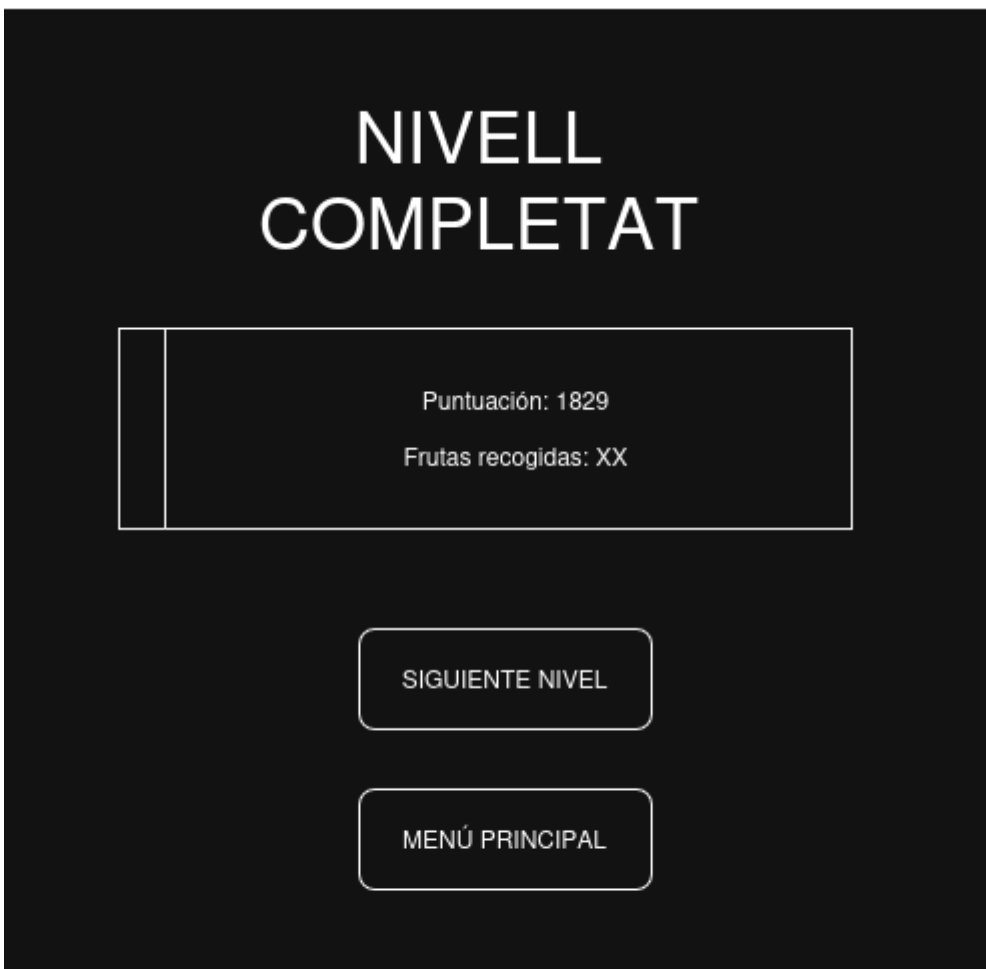 NIVELL
COMPLETAT
Puntuación: 1829
Frutas recogidas: XX
SIGUIENTE NIVEL
MENÚ PRINCIPAL